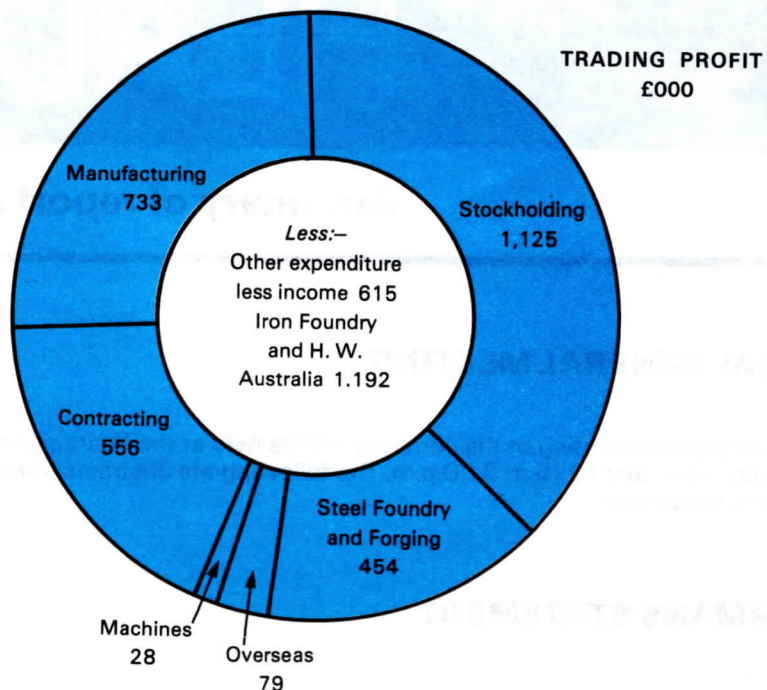 TRADING PROFIT
£000
Manufacturing
733
Stockholding
1,125
Less:–
Other expenditure
less income 615
Iron Foundry
and H. W.
Australia 1.192
Contracting
556
Steel Foundry
and Forging
454
Machines
28
Overseas
79